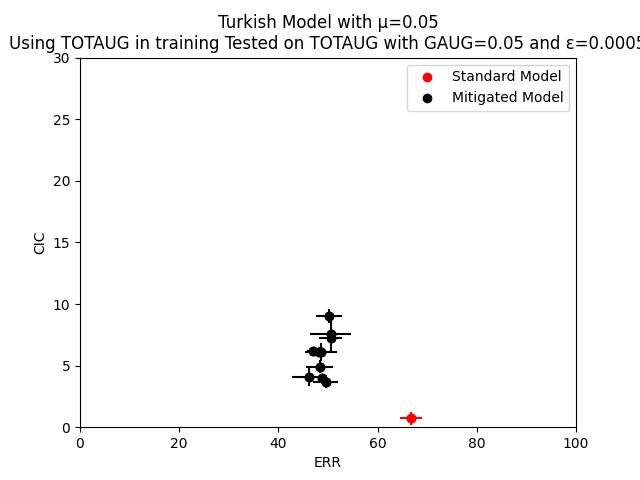 Turkish Model with μ=0.05
Using TOTAUG in training Tested on TOTAUG with GAUG=0.05 and ε=0.0005
Standard Model
Mitigated Model
30
25
20
15
10
5
0
CIC
0 20 40 60 80 100
ERR